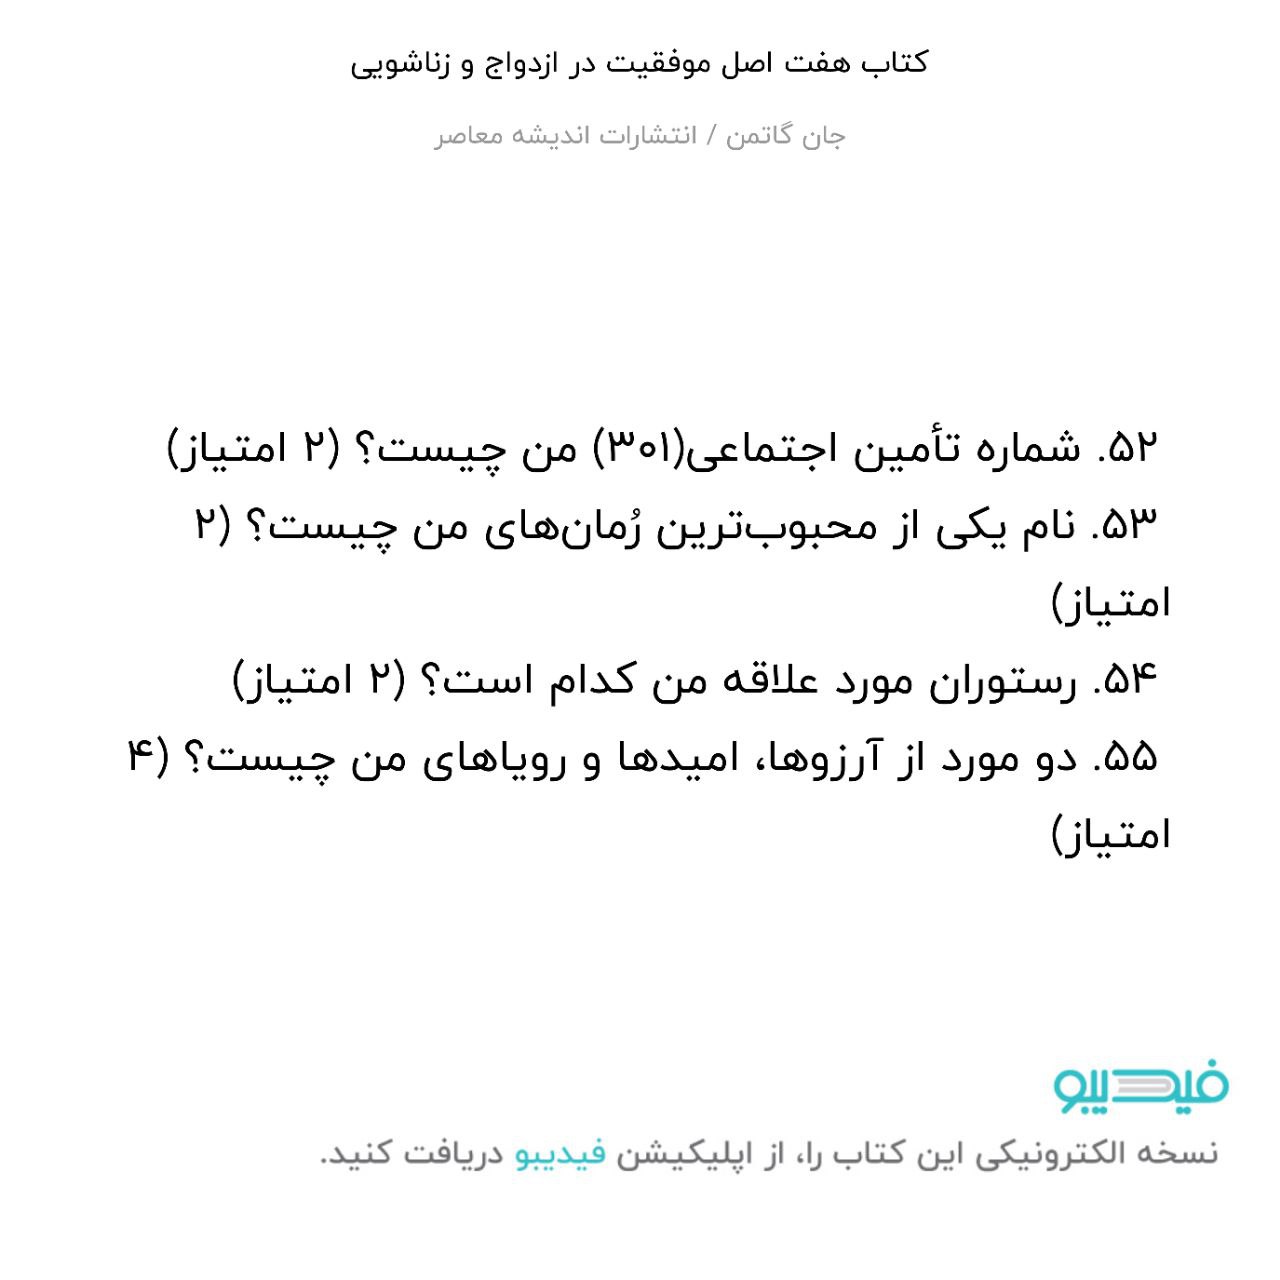 کتاب هفت اصل موفقیت در ازدواج و زناشویی
جان گاتمن / انتشارات اندیشه معاصر
۵۲. شماره تأمین اجتماعی(۳۰۱) من چیست؟ (۲ امتیاز)
۵۳. نام یکی از محبوب‌ترین رُمان‌های من چیست؟ (۲
امتیاز)
۵۴. رستوران مورد علاقه من کدام است؟ (۲ امتیاز)
۵۵. دو مورد از آرزوها، امیدها و رویاهای من چیست؟ (۴
امتیاز)
فیدیبو
نسخه الکترونیکی این کتاب را، از اپلیکیشن فیدیبو دریافت کنید.